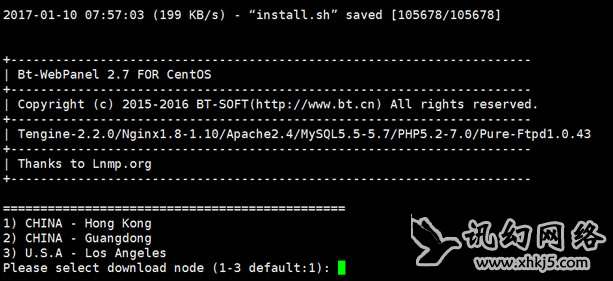 2017-01-10 07:57:03 (199 KB/s) - “install.sh” saved [105678/105678]
+----------------------------------------------------------------------
| Bt-WebPanel 2.7 FOR CentOS
+----------------------------------------------------------------------
| Copyright (c) 2015-2016 BT-SOFT(http://www.bt.cn) All rights reserved.
+----------------------------------------------------------------------
| Tengine-2.2.0/Nginx1.8-1.10/Apache2.4/MySQL5.5-5.7/PHP5.2-7.0/Pure-Ftpd1.0.43
+----------------------------------------------------------------------
| Thanks to Lnmp.org
+----------------------------------------------------------------------
==============================================
1) CHINA - Hong Kong
2) CHINA - Guangdong
3) U.S.A - Los Angeles
Please select download node (1-3 default:1):
讯幻网络
www.xhkj5.com